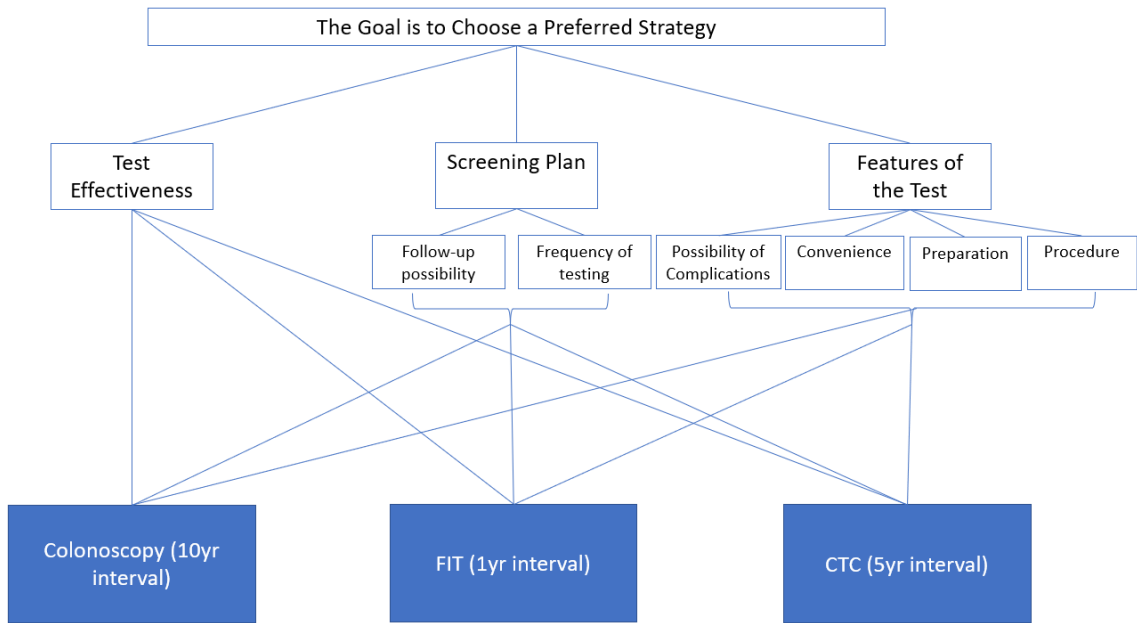 The Goal is to Choose a Preferred Strategy
Test
Effectiveness
Screening Plan
Features of
the Test
Follow-up
possibility
Frequency of
testing
Possibility of
Complications
Convenience
Preparation
Procedure
Colonoscopy (10yr
interval)
FIT (1yr interval)
CTC (5yr interval)